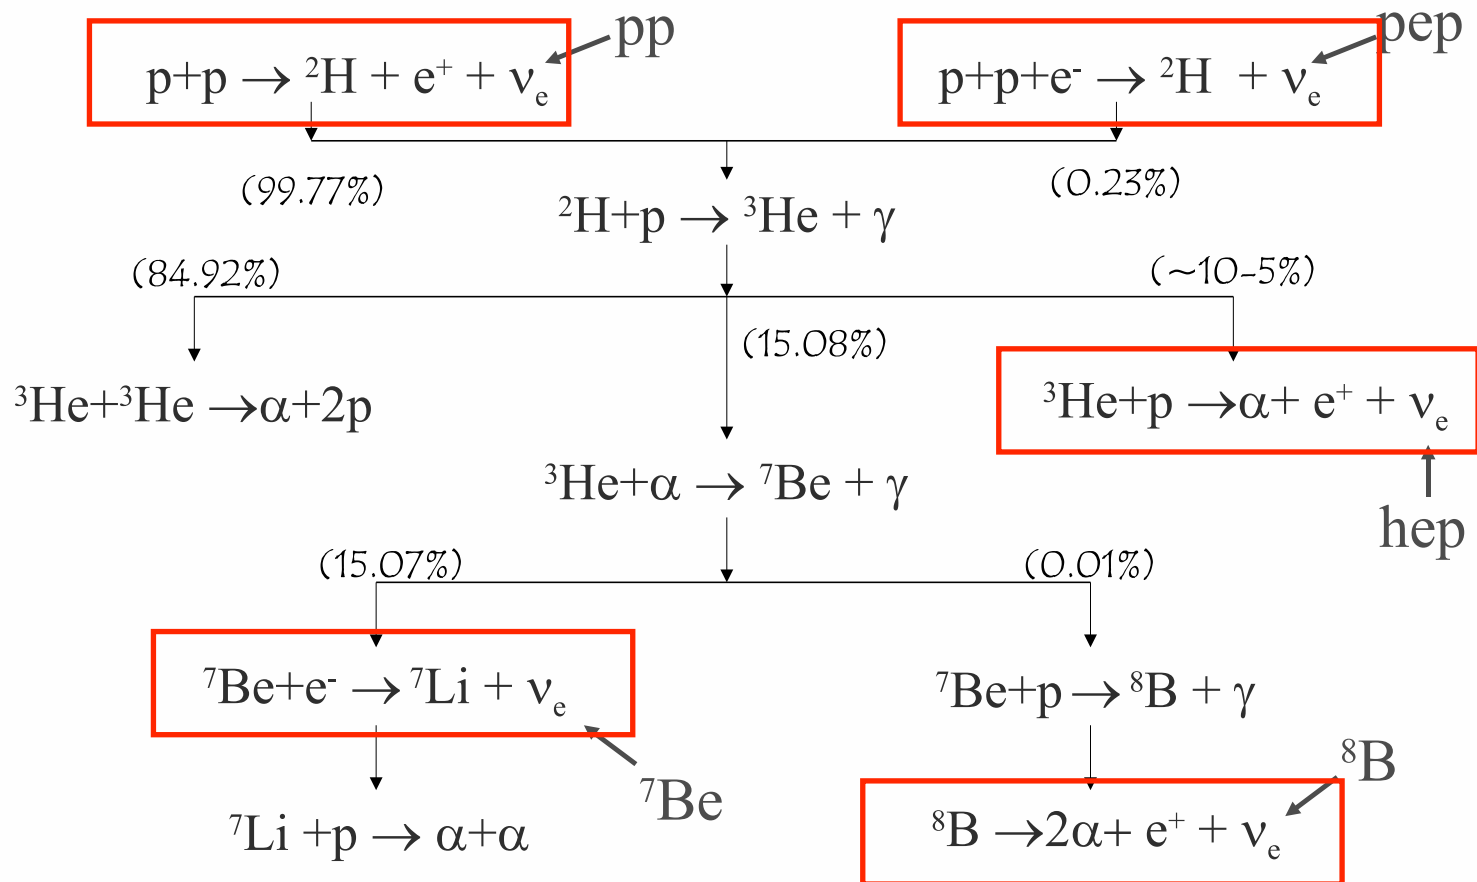 pp
pep
p+p → ²H + e⁺ + νₑ
p+p+e⁻ → ²H + νₑ
(99.77%)
(0.23%)
²H+p → ³He + γ
(84.92%)
(~10-5%)
(15.08%)
³He+³He →α+2p
³He+p →α+ e⁺ + νₑ
³He+α → ⁷Be + γ
hep
(15.07%)
(0.01%)
⁷Be+e⁻ → ⁷Li + νₑ
⁷Be+p → ⁸B + γ
⁷Be
⁸B
⁷Li +p → α+α
⁸B →2α+ e⁺ + νₑ